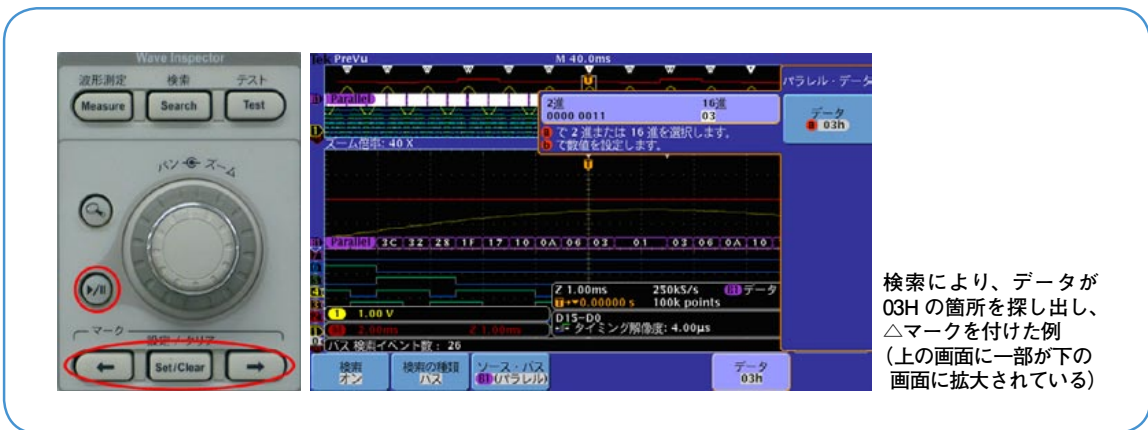 Wave Inspector
波形測定 検索 テスト
Measure Search Test
パン ズーム
マーク
設定 / クリア
← Set/Clear →
Tek PreVu M 40.0ms
Parallel
2進 16進
0000 0011 03
a で 2 進または 16 進を選択します。
b で数値を設定します。
ズーム倍率: 40 X
パラレル・データ
データ
a 03h
Parallel 3C 32 28 1F 17 10 0A 06 03 01 03 06 0A 10
Z 1.00ms 250kS/s B1 データ
0.00000 s 100k points
1 1.00 V
D15-D0
タイミング解像度: 4.00μs
2.00ms Z 1.00ms
バス 検索イベント数: 26
検索 オン
検索の種類 バス
ソース・バス B1 (パラレル)
データ 03h
検索により、データが
03H の箇所を探し出し、
△マークを付けた例
(上の画面に一部が下の
画面に拡大されている)